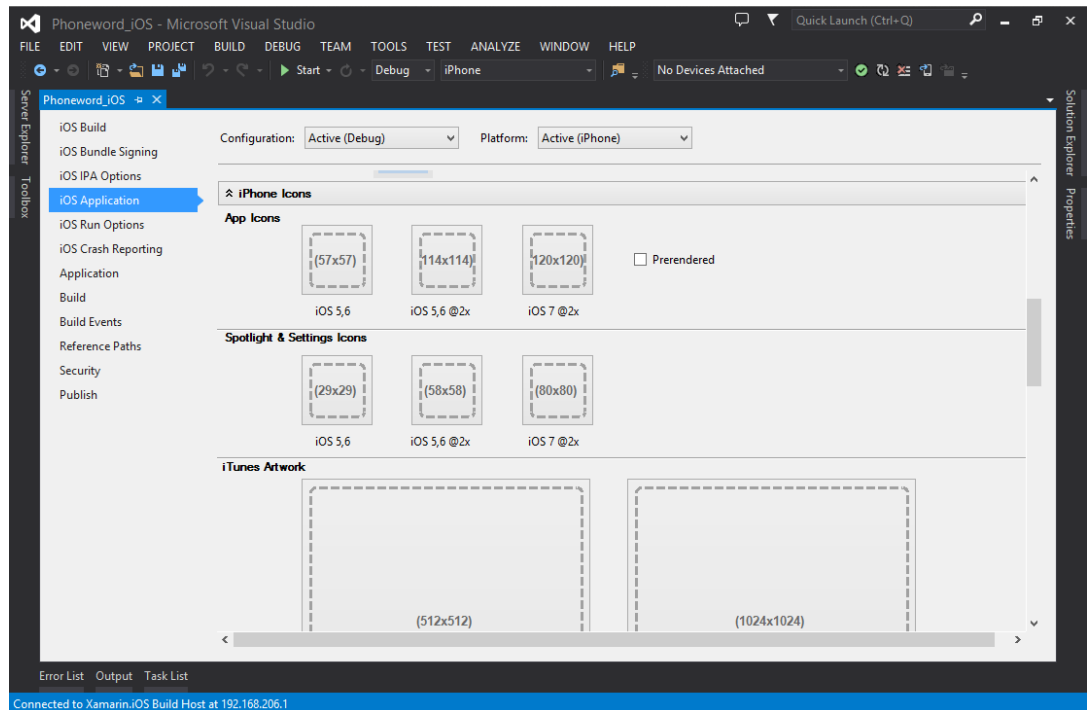 Phoneword_iOS - Microsoft Visual Studio
Quick Launch (Ctrl+Q)
FILE EDIT VIEW PROJECT BUILD DEBUG TEAM TOOLS TEST ANALYZE WINDOW HELP
Start Debug iPhone No Devices Attached
Server Explorer
Toolbox
Phoneword_iOS
iOS Build
iOS Bundle Signing
iOS IPA Options
iOS Application
iOS Run Options
iOS Crash Reporting
Application
Build
Build Events
Reference Paths
Security
Publish
Configuration: Active (Debug) Platform: Active (iPhone)
iPhone Icons
App Icons
(57x57) 114x114) 120x120) Prerendered
iOS 5,6 iOS 5,6 @2x iOS 7 @2x
Spotlight & Settings Icons
(29x29) (58x58) (80x80)
iOS 5,6 iOS 5,6 @2x iOS 7 @2x
iTunes Artwork
(512x512) (1024x1024)
Solution Explorer
Properties
Error List Output Task List
Connected to Xamarin.iOS Build Host at 192.168.206.1